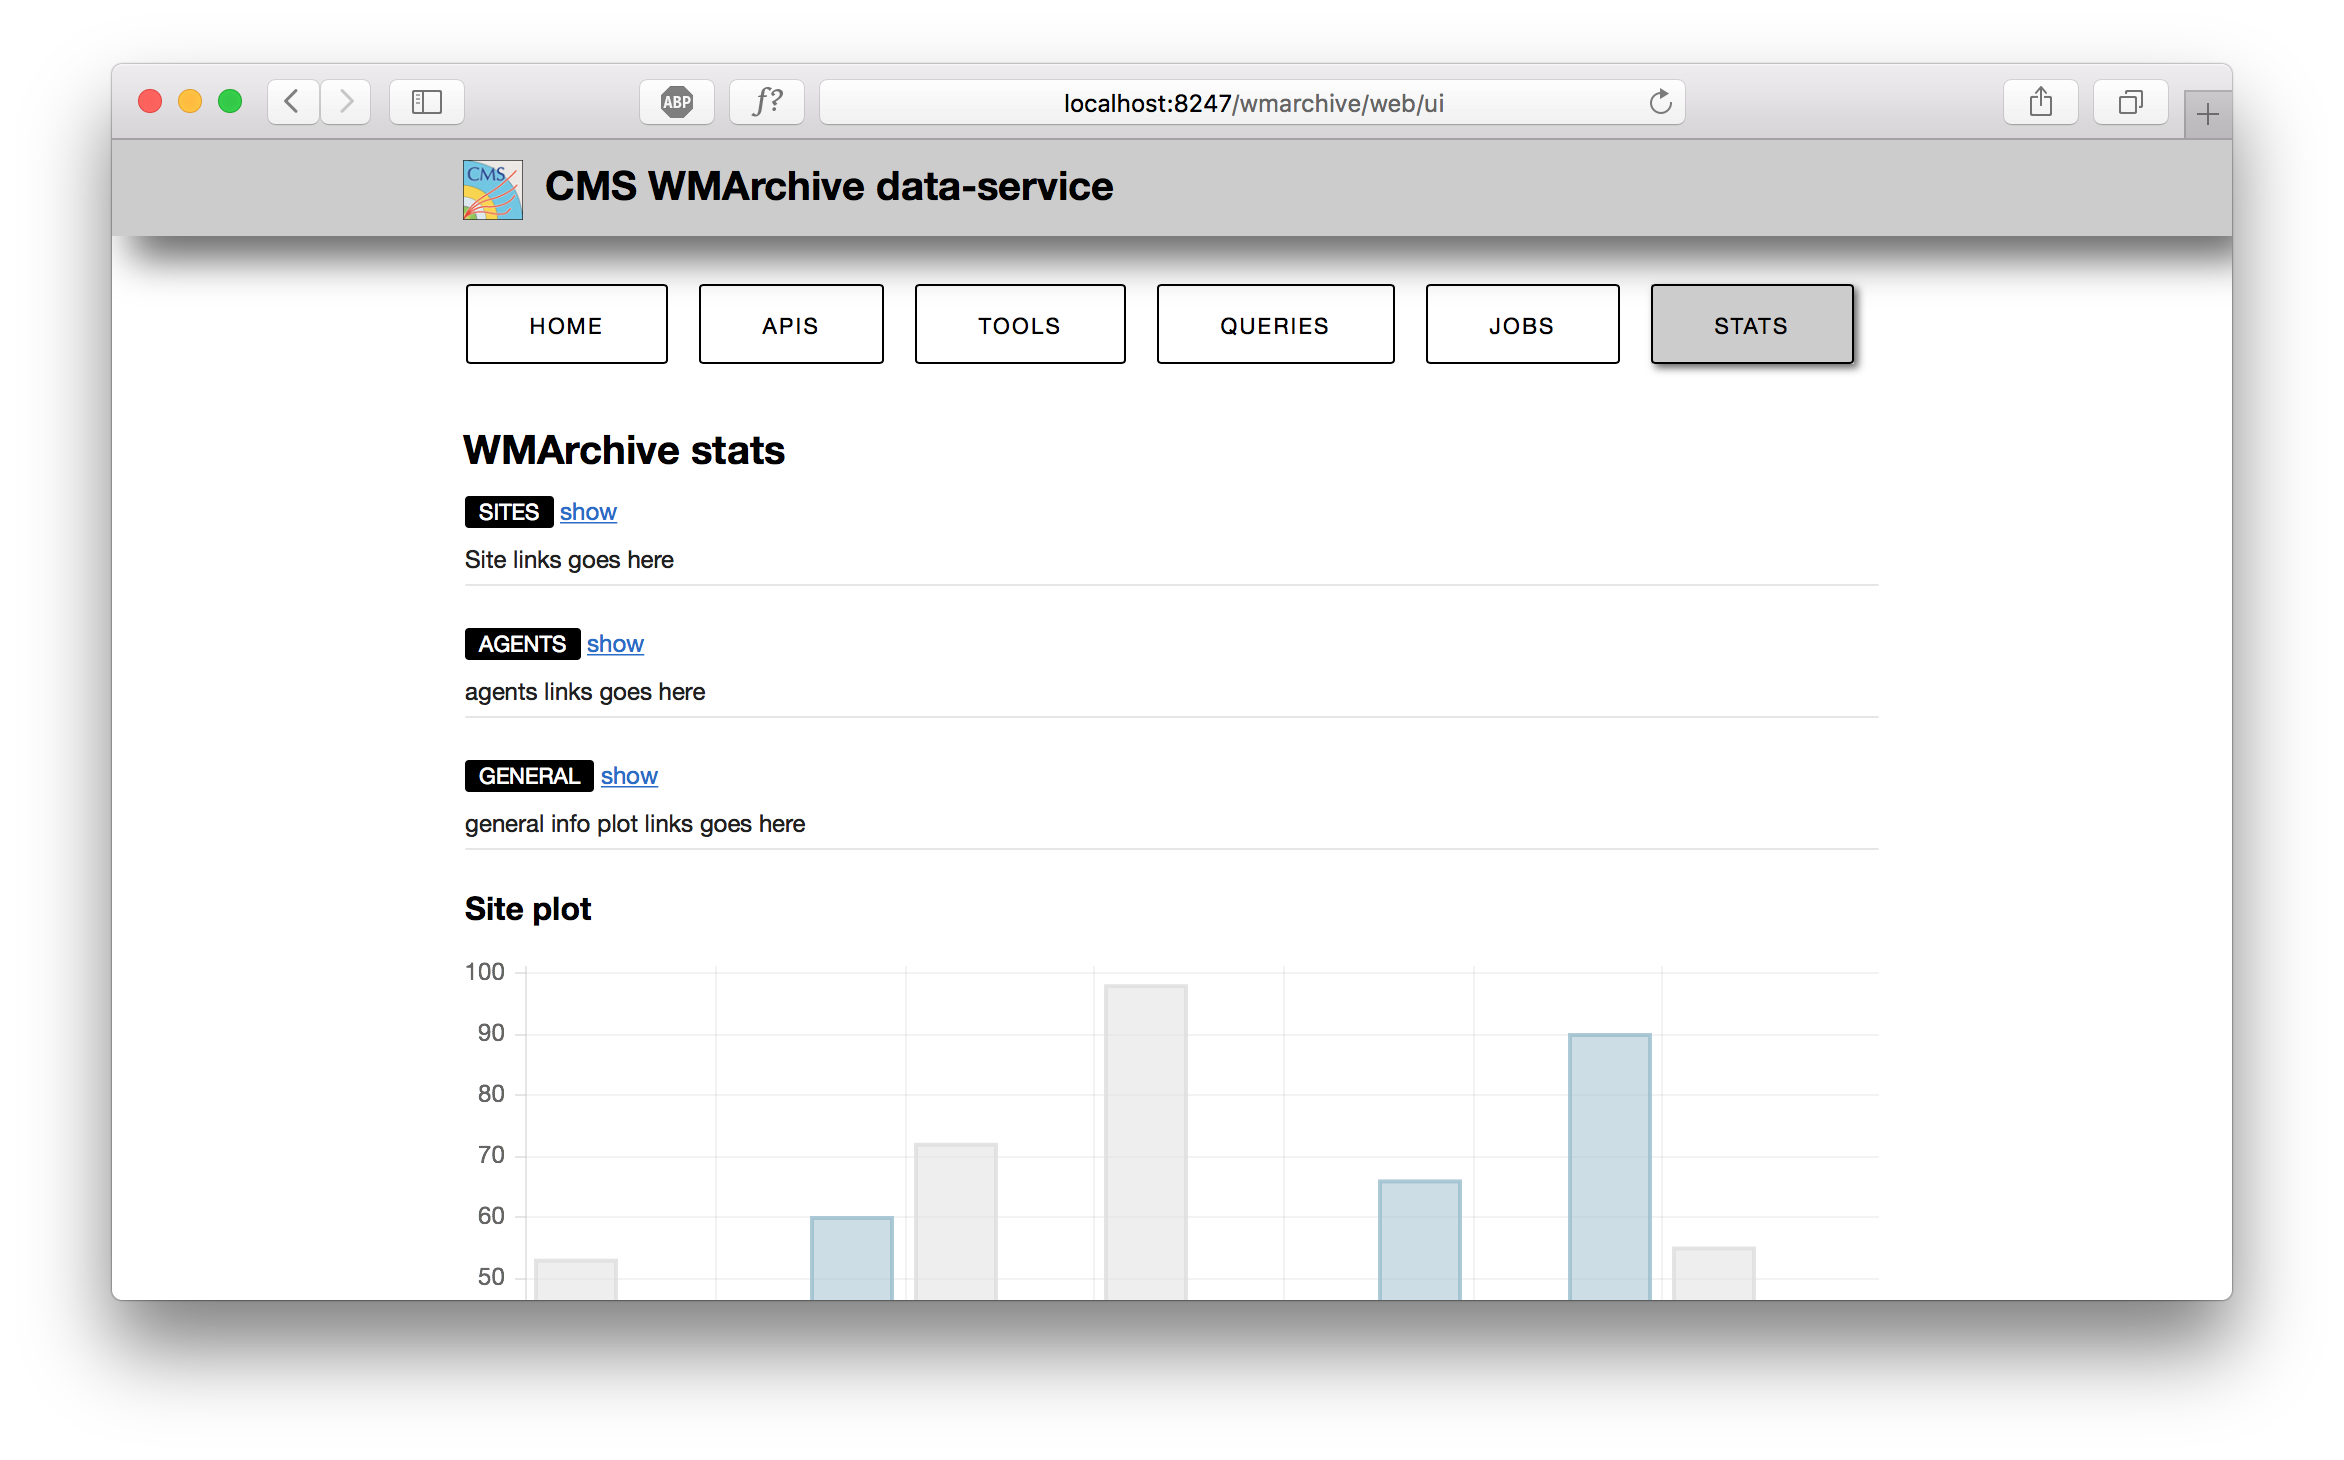 ABP
f?
localhost:8247/wmarchive/web/ui
CMS
CMS WMArchive data-service
HOME APIS TOOLS QUERIES JOBS STATS
WMArchive stats
SITES show
Site links goes here
AGENTS show
agents links goes here
GENERAL show
general info plot links goes here
Site plot
100
90
80
70
60
50